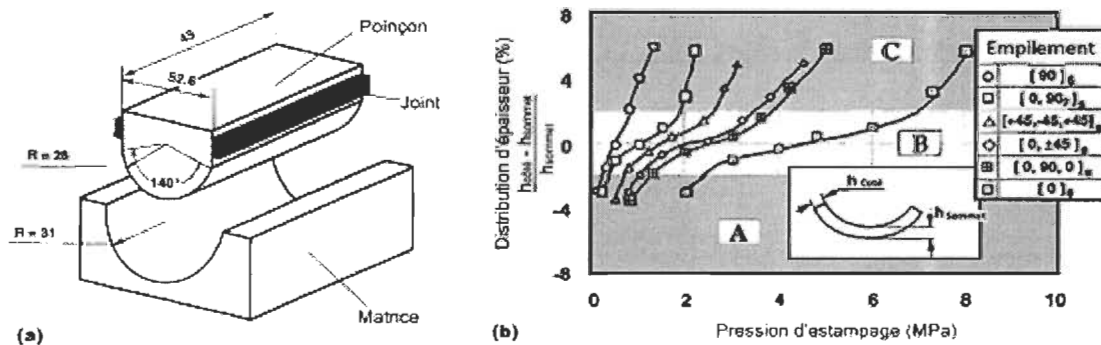 43
52.6
Poinçon
Joint
R = 28
140°
R = 31
Matrice
(a)
Distribution d'épaisseur (%)
hcôté - hsommet
hsommet
8
4
0
-4
-8
C
B
A
h Coté
h Sommet
Empilement
[ 90 ]6
[ 0, 902 ]s
[+45,-45,+45]s
[ 0, ±45 ]s
[ 0, 90, 0 ]s
[ 0 ]6
0
2
4
6
8
10
(b)
Pression d'estampage (MPa)